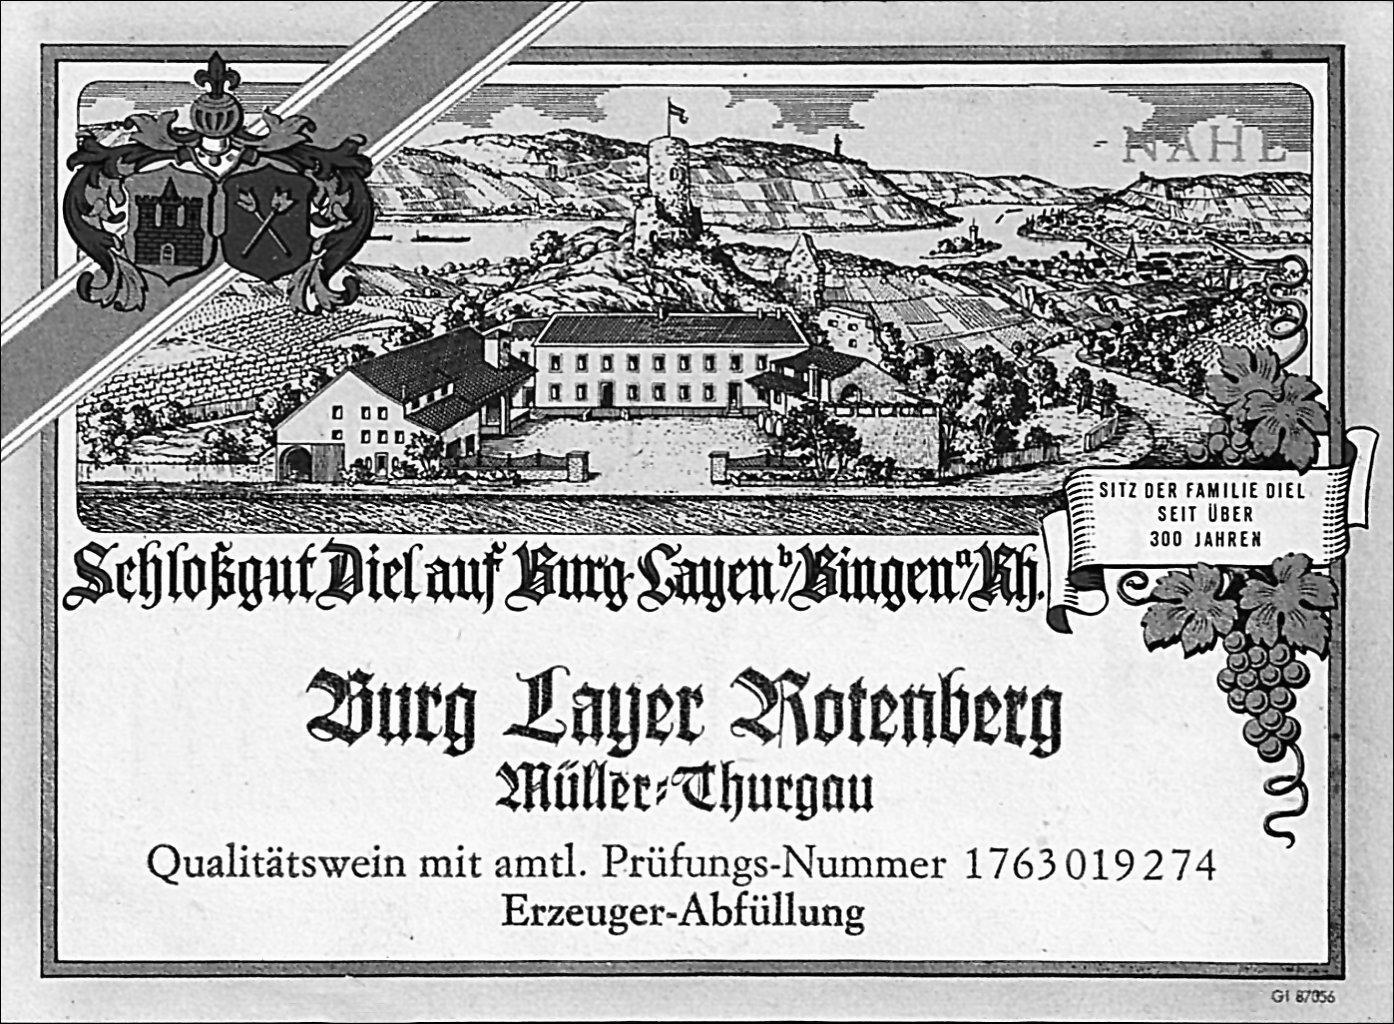 NAHE
SITZ DER FAMILIE DIEL
SEIT ÜBER
300 JAHREN
Schloßgut Diel auf Burg Layen b/Bingen a/Rh.
Burg Layer Rotenberg
Müller-Thurgau
Qualitätswein mit amtl. Prüfungs-Nummer 1763019274
Erzeuger-Abfüllung
GI 87056